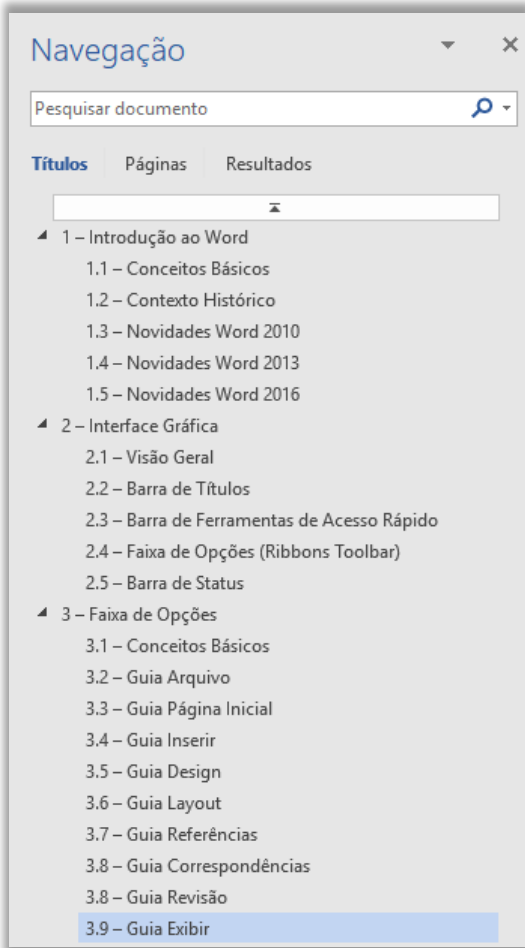 Navegação
Pesquisar documento
Títulos Páginas Resultados
1 – Introdução ao Word
1.1 – Conceitos Básicos
1.2 – Contexto Histórico
1.3 – Novidades Word 2010
1.4 – Novidades Word 2013
1.5 – Novidades Word 2016
2 – Interface Gráfica
2.1 – Visão Geral
2.2 – Barra de Títulos
2.3 – Barra de Ferramentas de Acesso Rápido
2.4 – Faixa de Opções (Ribbons Toolbar)
2.5 – Barra de Status
3 – Faixa de Opções
3.1 – Conceitos Básicos
3.2 – Guia Arquivo
3.3 – Guia Página Inicial
3.4 – Guia Inserir
3.5 – Guia Design
3.6 – Guia Layout
3.7 – Guia Referências
3.8 – Guia Correspondências
3.8 – Guia Revisão
3.9 – Guia Exibir